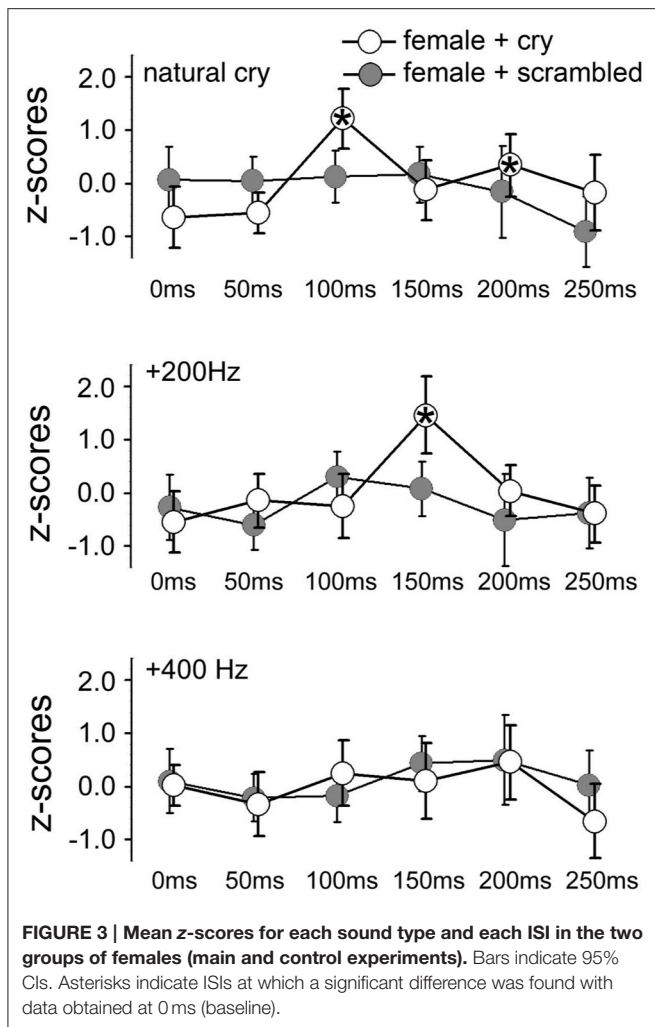 female + cry
natural cry
female + scrambled
2.0
1.0
z-scores
0.0
-1.0
0ms 50ms 100ms 150ms 200ms 250ms
+200Hz
2.0
1.0
z-scores
0.0
-1.0
0ms 50ms 100ms 150ms 200ms 250ms
+400 Hz
2.0
1.0
z-scores
0.0
-1.0
0ms 50ms 100ms 150ms 200ms 250ms
FIGURE 3 | Mean z-scores for each sound type and each ISI in the two
groups of females (main and control experiments). Bars indicate 95%
CIs. Asterisks indicate ISIs at which a significant difference was found with
data obtained at 0 ms (baseline).